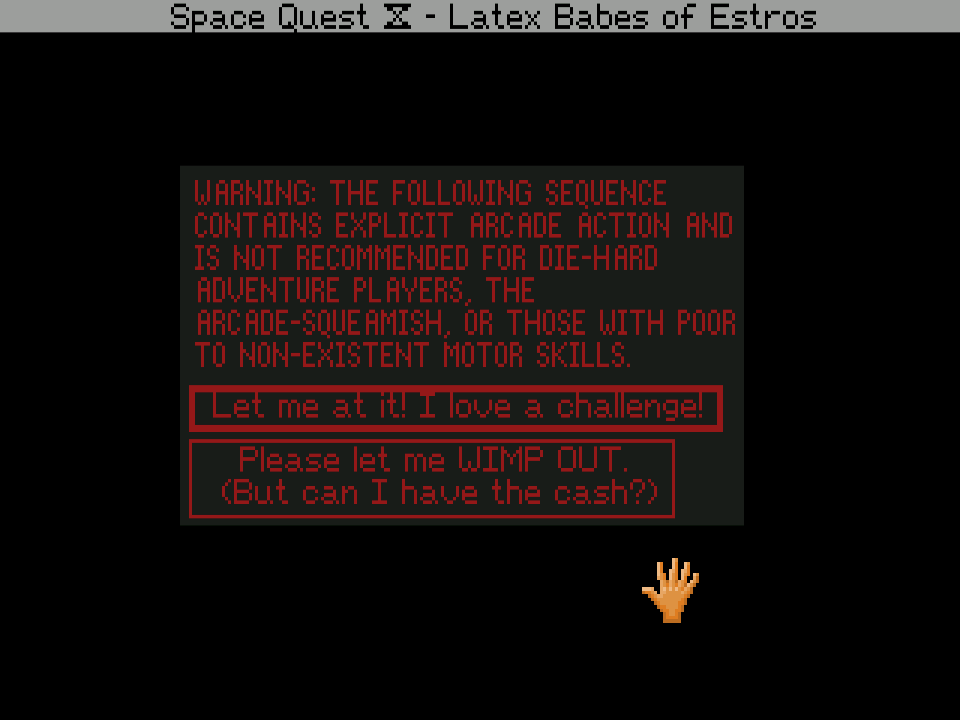 Space Quest X - Latex Babes of Estros
WARNING: THE FOLLOWING SEQUENCE
CONTAINS EXPLICIT ARCADE ACTION AND
IS NOT RECOMMENDED FOR DIE-HARD
ADVENTURE PLAYERS, THE
ARCADE-SQUEAMISH, OR THOSE WITH POOR
TO NON-EXISTENT MOTOR SKILLS.
Let me at it! I love a challenge!
Please let me WIMP OUT.
(But can I have the cash?)